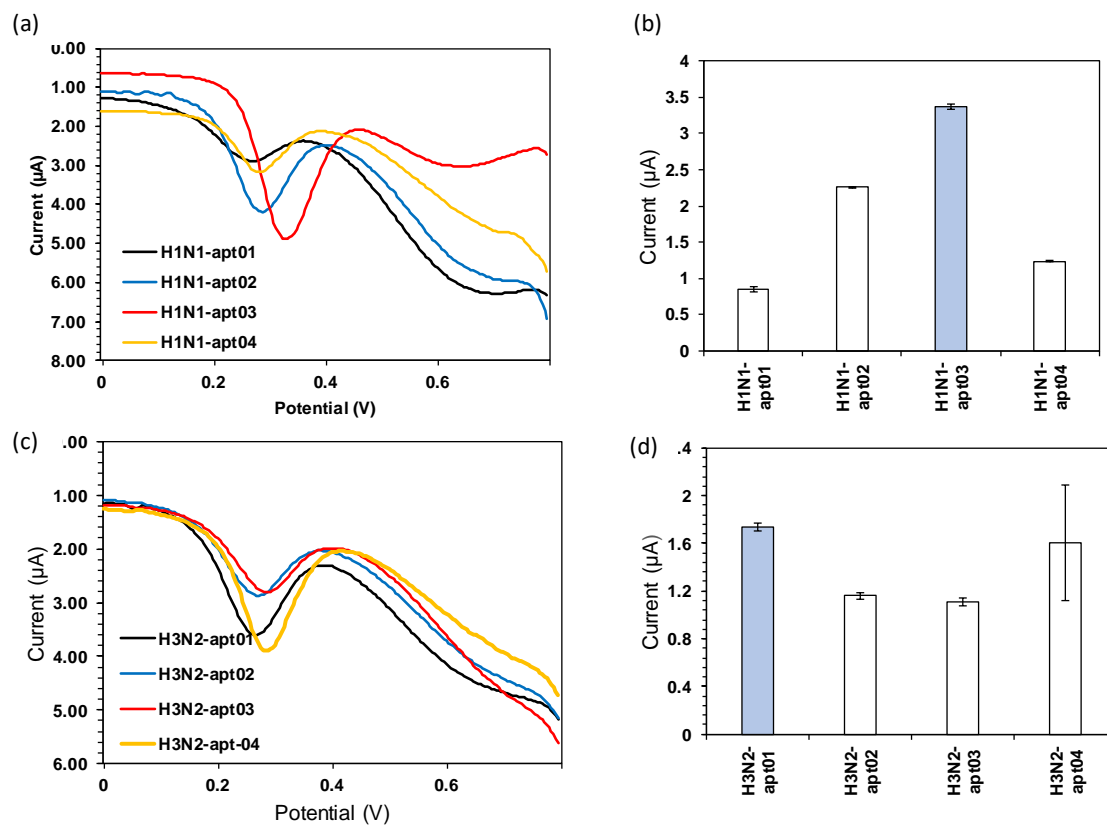 (a)
0.00
1.00
2.00
3.00
4.00
5.00
6.00
7.00
8.00
Current (µA)
H1N1-apt01
H1N1-apt02
H1N1-apt03
H1N1-apt04
0
0.2
0.4
0.6
Potential (V)
(b)
4
3.5
3
2.5
2
1.5
1
0.5
0
Current (µA)
H1N1-
apt01
H1N1-
apt02
H1N1-
apt03
H1N1-
apt04
(c)
.00
1.00
2.00
3.00
4.00
5.00
6.00
Current (µA)
H3N2-apt01
H3N2-apt02
H3N2-apt03
H3N2-apt-04
0
0.2
0.4
0.6
Potential (V)
(d)
.4
2
1.6
1.2
0.8
0.4
0
Current (µA)
H3N2-
apt01
H3N2-
apt02
H3N2-
apt03
H3N2-
apt04